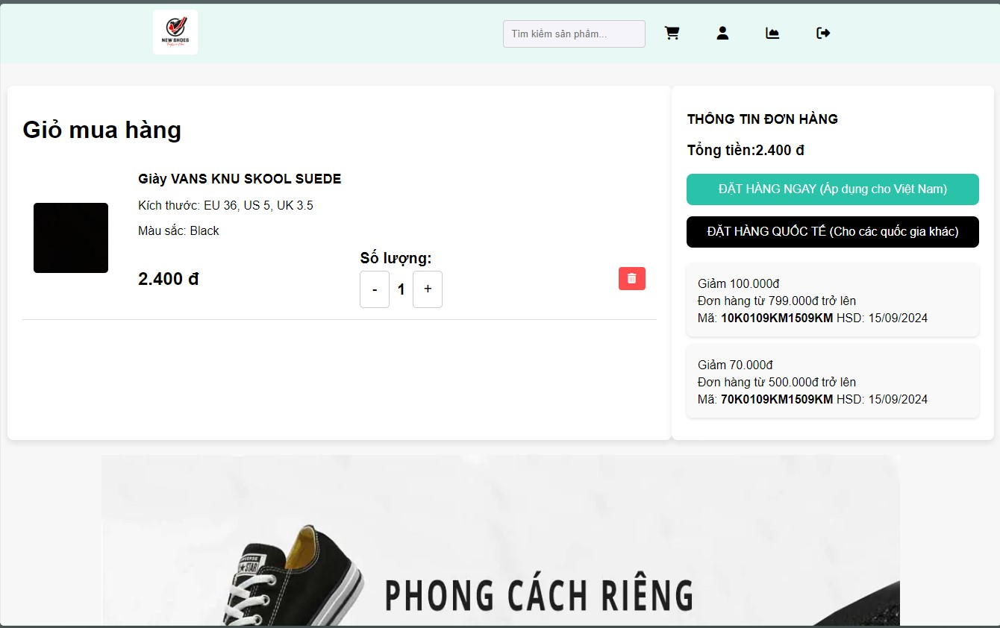 NEW SHOES
Tìm kiếm sản phẩm...
Giỏ mua hàng
Giày VANS KNU SKOOL SUEDE
Kích thước: EU 36, US 5, UK 3.5
Màu sắc: Black
Số lượng:
2.400 đ
- 1 +
THÔNG TIN ĐƠN HÀNG
Tổng tiền:2.400 đ
ĐẶT HÀNG NGAY (Áp dụng cho Việt Nam)
ĐẶT HÀNG QUỐC TẾ (Cho các quốc gia khác)
Giảm 100.000đ
Đơn hàng từ 799.000đ trở lên
Mã: 10K0109KM1509KM HSD: 15/09/2024
Giảm 70.000đ
Đơn hàng từ 500.000đ trở lên
Mã: 70K0109KM1509KM HSD: 15/09/2024
STAR
PHONG CÁCH RIÊNG